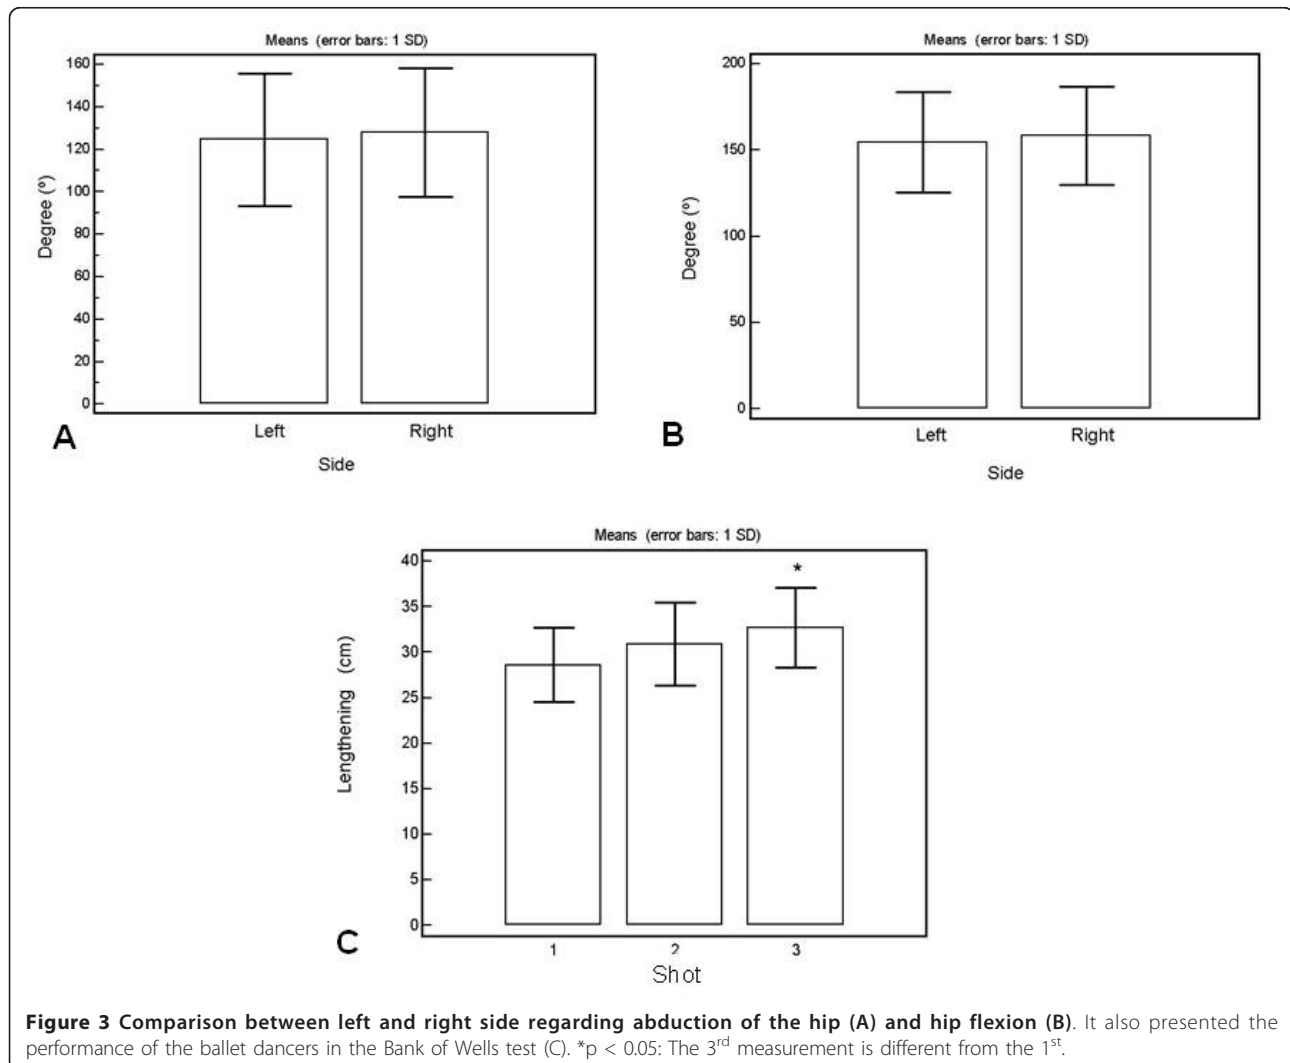 Means (error bars: 1 SD)
160
140
120
100
80
60
40
20
0
Degree (º)
Left
Right
A
Side
Means (error bars: 1 SD)
200
150
100
50
0
Degree (º)
Left
Right
B
Side
Means (error bars: 1 SD)
40
35
30
25
20
15
10
5
0
Lengthening (cm)
*
1
2
3
C
Shot
Figure 3 Comparison between left and right side regarding abduction of the hip (A) and hip flexion (B). It also presented the
performance of the ballet dancers in the Bank of Wells test (C). *p < 0.05: The 3rd measurement is different from the 1st.